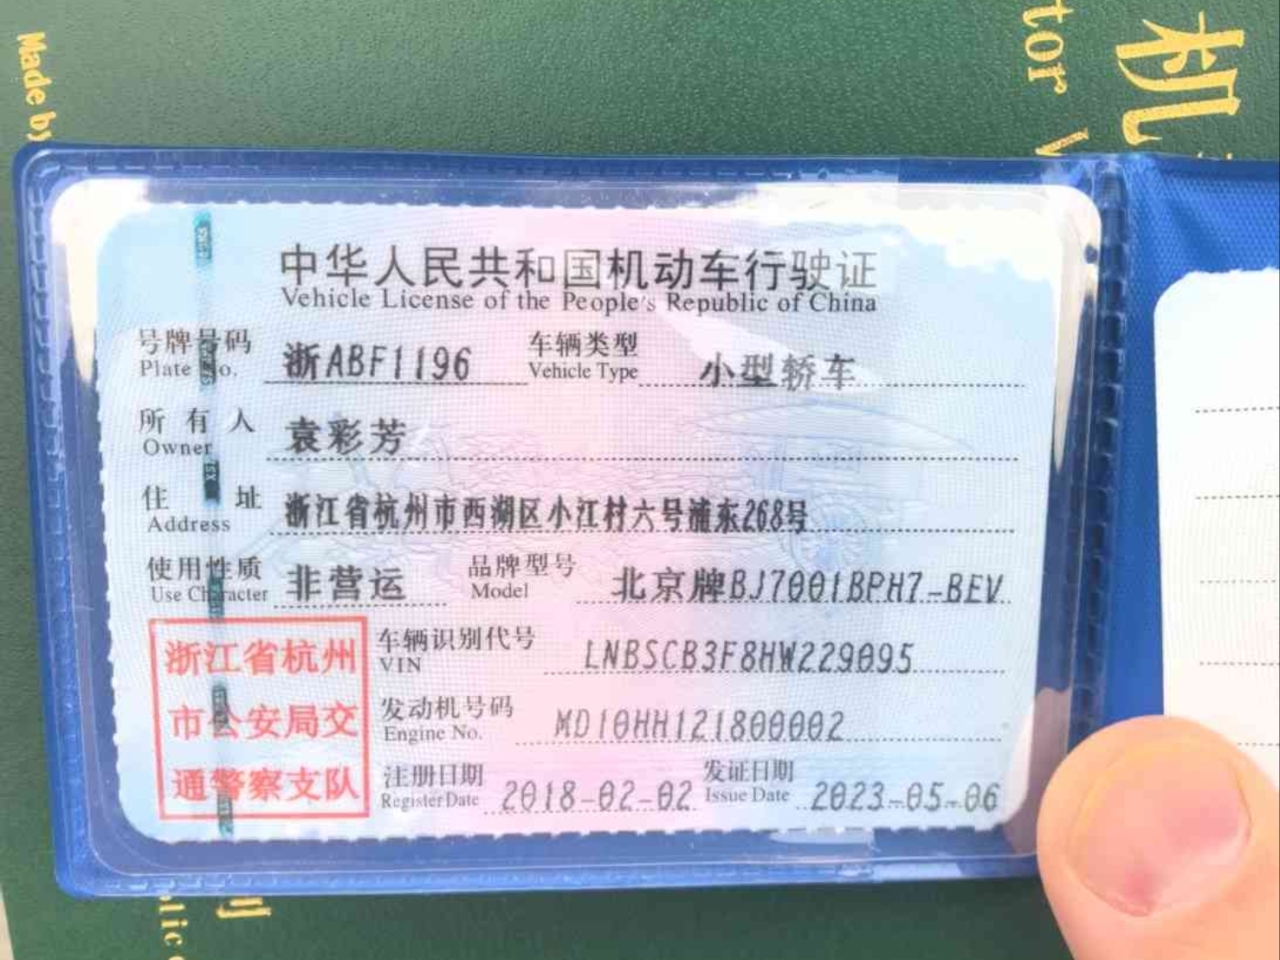 Made by
tor V
机
中华人民共和国机动车行驶证
Vehicle License of the People's Republic of China
号牌号码 浙ABF1196 车辆类型 小型轿车
Plate No. Vehicle Type
所有人 袁彩芳
Owner
住址 浙江省杭州市西湖区小江村六号浦东268号
Address
使用性质 非营运 品牌型号 北京牌BJ7001BPH7-BEV
Use Character Model
浙江省杭州
市公安局交
通警察支队
车辆识别代号 LNBSCB3F8HW229095
VIN
发动机号码 MD10HH121800002
Engine No.
注册日期 2018-02-02 发证日期 2023-05-06
Register Date Issue Date